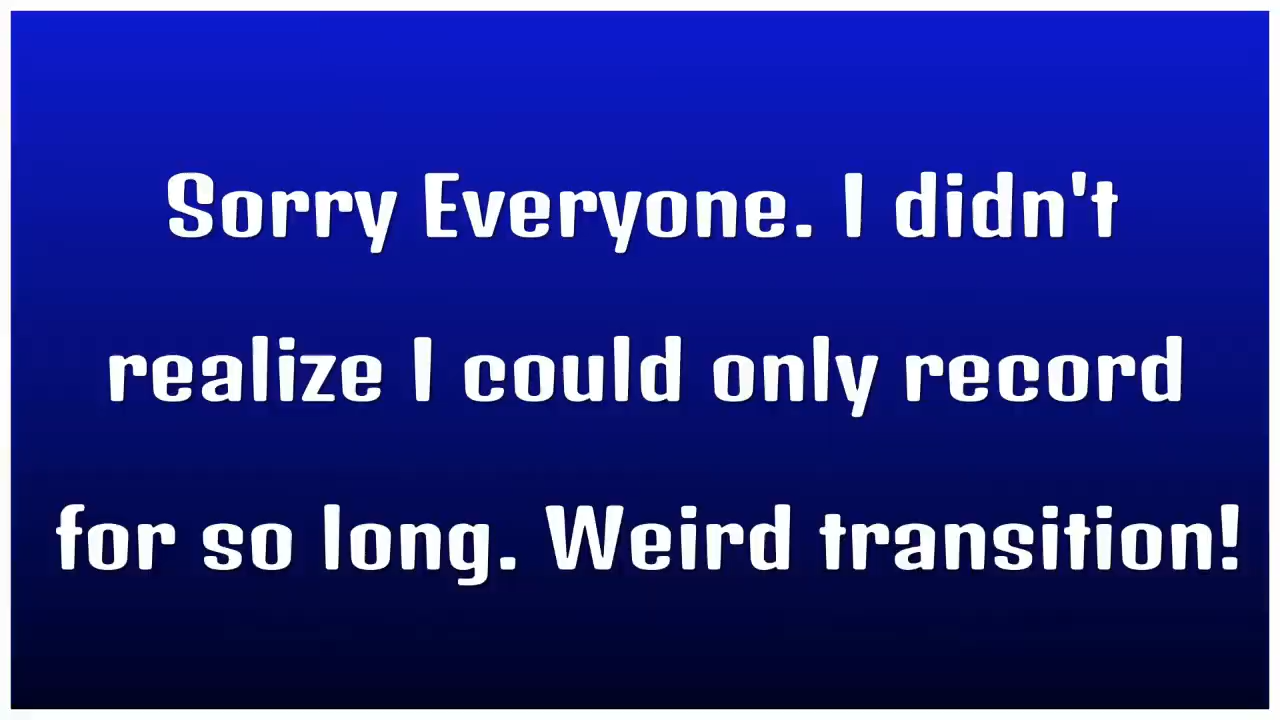 Sorry Everyone. I didn't
realize I could only record
for so long. Weird transition!